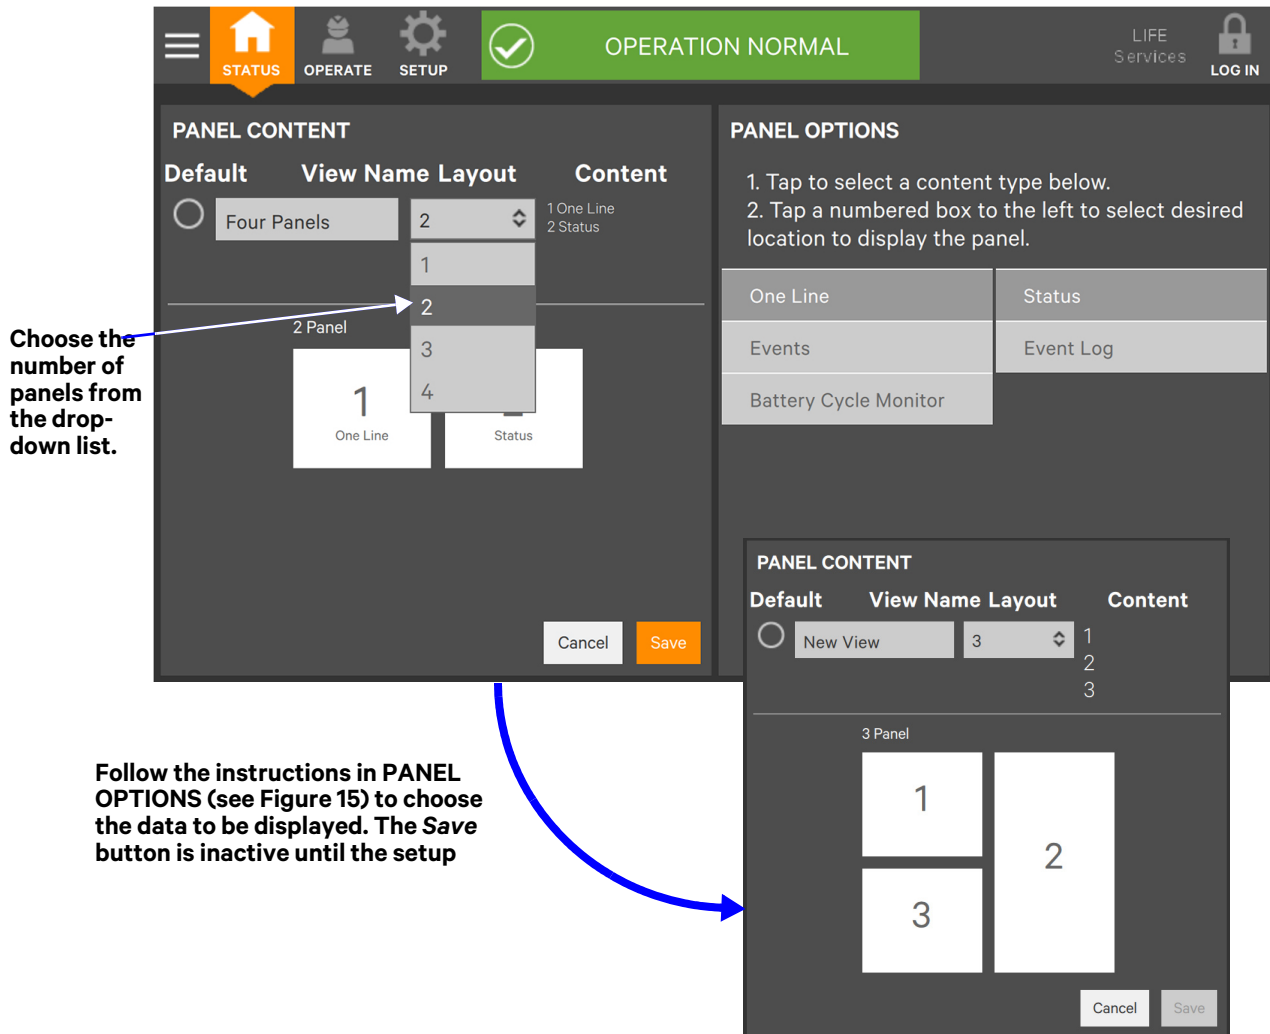 STATUS
OPERATE
SETUP
OPERATION NORMAL
LIFE
Services
LOG IN
PANEL CONTENT
Default View Name Layout Content
Four Panels
2
1 One Line
2 Status
1
2
3
4
2 Panel
1
One Line
Status
Cancel
Save
PANEL OPTIONS
1. Tap to select a content type below.
2. Tap a numbered box to the left to select desired
location to display the panel.
One Line
Status
Events
Event Log
Battery Cycle Monitor
Choose the
number of
panels from
the drop-
down list.
PANEL CONTENT
Default View Name Layout Content
New View
3
1
2
3
3 Panel
1
2
3
Cancel
Save
Follow the instructions in PANEL
OPTIONS (see Figure 15) to choose
the data to be displayed. The Save
button is inactive until the setup